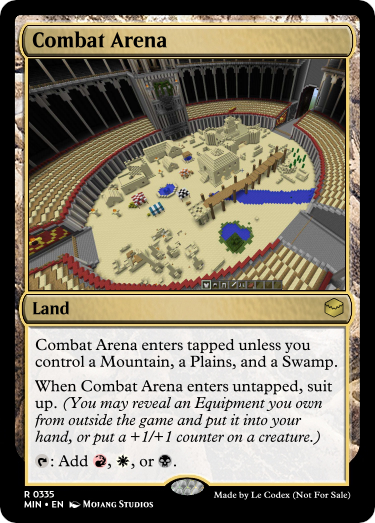 Combat Arena
Land
Combat Arena enters tapped unless you
control a Mountain, a Plains, and a Swamp.
When Combat Arena enters untapped, suit
up. (You may reveal an Equipment you own
from outside the game and put it into your
hand, or put a +1/+1 counter on a creature.)
: Add , , or .
R 0335
MIN • EN Mojang Studios
Made by Le Codex (Not For Sale)